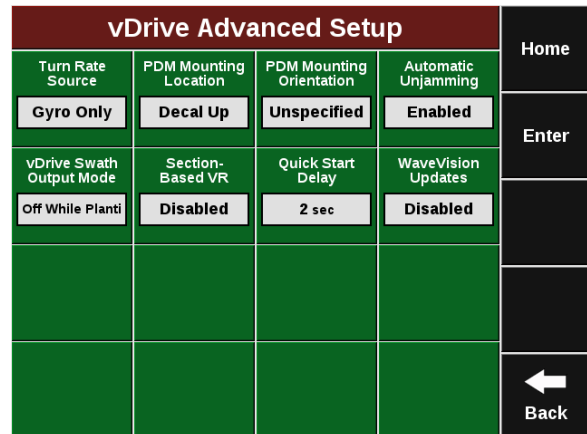 vDrive Advanced Setup
Home
Turn Rate
Source
PDM Mounting
Location
PDM Mounting
Orientation
Automatic
Unjamming
Gyro Only
Decal Up
Unspecified
Enabled
Enter
vDrive Swath
Output Mode
Section-
Based VR
Quick Start
Delay
WaveVision
Updates
Off While Planti
Disabled
2 sec
Disabled
Back